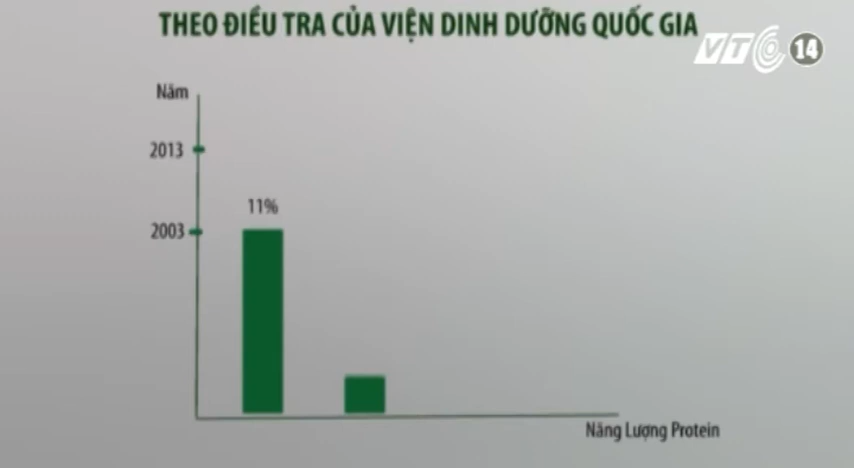 THEO ĐIỀU TRA CỦA VIỆN DINH DƯỠNG QUỐC GIA
VTC 14
Năm
2013
11%
2003
Năng Lượng Protein